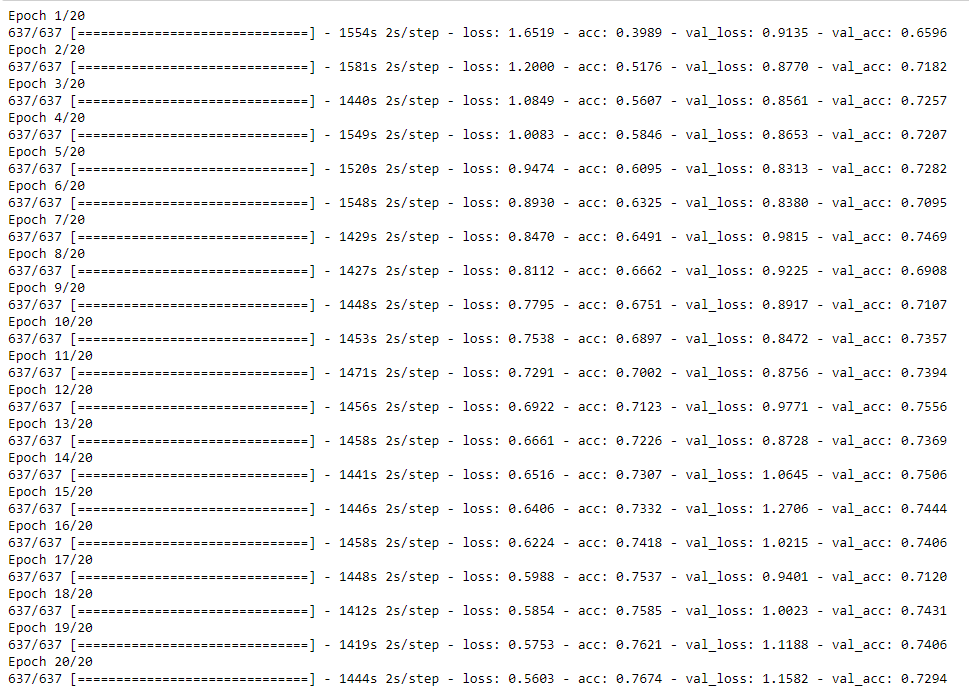 Epoch 1/20
637/637 [==============================] - 1554s 2s/step - loss: 1.6519 - acc: 0.3989 - val_loss: 0.9135 - val_acc: 0.6596
Epoch 2/20
637/637 [==============================] - 1581s 2s/step - loss: 1.2000 - acc: 0.5176 - val_loss: 0.8770 - val_acc: 0.7182
Epoch 3/20
637/637 [==============================] - 1440s 2s/step - loss: 1.0849 - acc: 0.5607 - val_loss: 0.8561 - val_acc: 0.7257
Epoch 4/20
637/637 [==============================] - 1549s 2s/step - loss: 1.0083 - acc: 0.5846 - val_loss: 0.8653 - val_acc: 0.7207
Epoch 5/20
637/637 [==============================] - 1520s 2s/step - loss: 0.9474 - acc: 0.6095 - val_loss: 0.8313 - val_acc: 0.7282
Epoch 6/20
637/637 [==============================] - 1548s 2s/step - loss: 0.8930 - acc: 0.6325 - val_loss: 0.8380 - val_acc: 0.7095
Epoch 7/20
637/637 [==============================] - 1429s 2s/step - loss: 0.8470 - acc: 0.6491 - val_loss: 0.9815 - val_acc: 0.7469
Epoch 8/20
637/637 [==============================] - 1427s 2s/step - loss: 0.8112 - acc: 0.6662 - val_loss: 0.9225 - val_acc: 0.6908
Epoch 9/20
637/637 [==============================] - 1448s 2s/step - loss: 0.7795 - acc: 0.6751 - val_loss: 0.8917 - val_acc: 0.7107
Epoch 10/20
637/637 [==============================] - 1453s 2s/step - loss: 0.7538 - acc: 0.6897 - val_loss: 0.8472 - val_acc: 0.7357
Epoch 11/20
637/637 [==============================] - 1471s 2s/step - loss: 0.7291 - acc: 0.7002 - val_loss: 0.8756 - val_acc: 0.7394
Epoch 12/20
637/637 [==============================] - 1456s 2s/step - loss: 0.6922 - acc: 0.7123 - val_loss: 0.9771 - val_acc: 0.7556
Epoch 13/20
637/637 [==============================] - 1458s 2s/step - loss: 0.6661 - acc: 0.7226 - val_loss: 0.8728 - val_acc: 0.7369
Epoch 14/20
637/637 [==============================] - 1441s 2s/step - loss: 0.6516 - acc: 0.7307 - val_loss: 1.0645 - val_acc: 0.7506
Epoch 15/20
637/637 [==============================] - 1446s 2s/step - loss: 0.6406 - acc: 0.7332 - val_loss: 1.2706 - val_acc: 0.7444
Epoch 16/20
637/637 [==============================] - 1458s 2s/step - loss: 0.6224 - acc: 0.7418 - val_loss: 1.0215 - val_acc: 0.7406
Epoch 17/20
637/637 [==============================] - 1448s 2s/step - loss: 0.5988 - acc: 0.7537 - val_loss: 0.9401 - val_acc: 0.7120
Epoch 18/20
637/637 [==============================] - 1412s 2s/step - loss: 0.5854 - acc: 0.7585 - val_loss: 1.0023 - val_acc: 0.7431
Epoch 19/20
637/637 [==============================] - 1419s 2s/step - loss: 0.5753 - acc: 0.7621 - val_loss: 1.1188 - val_acc: 0.7406
Epoch 20/20
637/637 [==============================] - 1444s 2s/step - loss: 0.5603 - acc: 0.7674 - val_loss: 1.1582 - val_acc: 0.7294